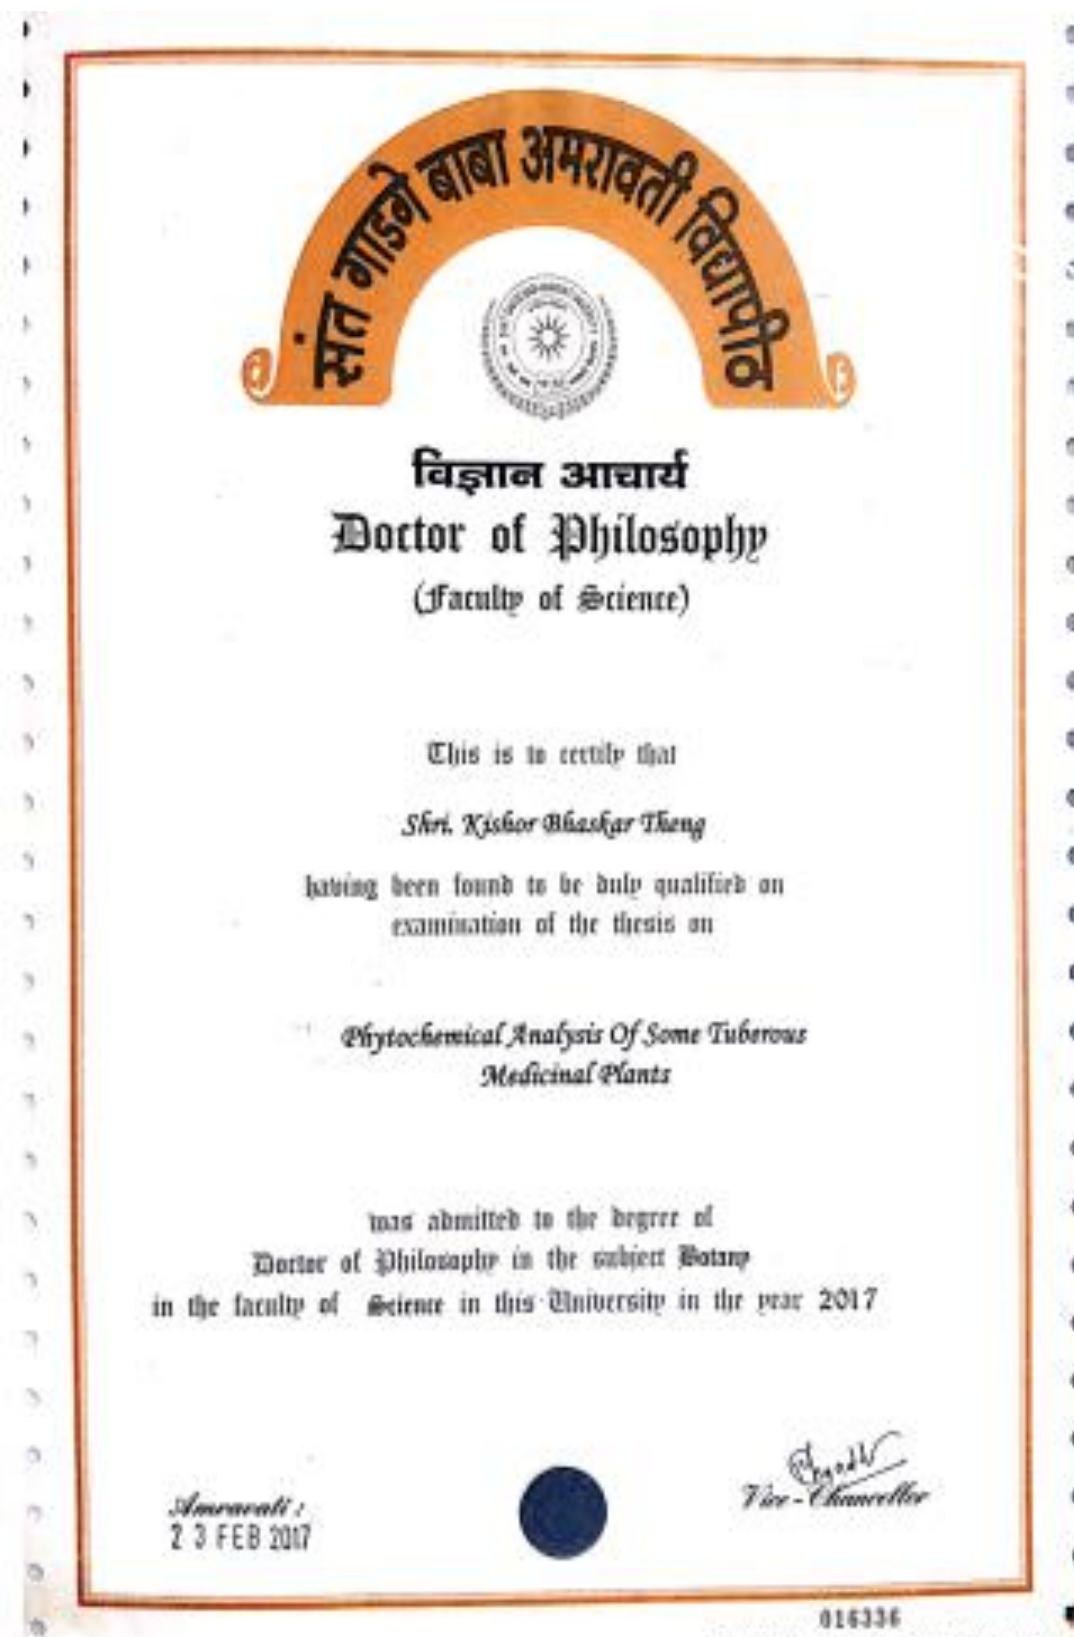 संत गाडगे बाबा अमरावती विद्यापीठ
विज्ञान आचार्य
Doctor of Philosophy
(Faculty of Science)
This is to certify that
Shri. Kishor Bhaskar Theng
having been found to be duly qualified on
examination of the thesis on
Phytochemical Analysis Of Some Tuberous
Medicinal Plants
was admitted to the degree of
Doctor of Philosophy in the subject Botany
in the faculty of Science in this University in the year 2017
Amravati :
23 FEB 2017
Vice-Chancellor
016336